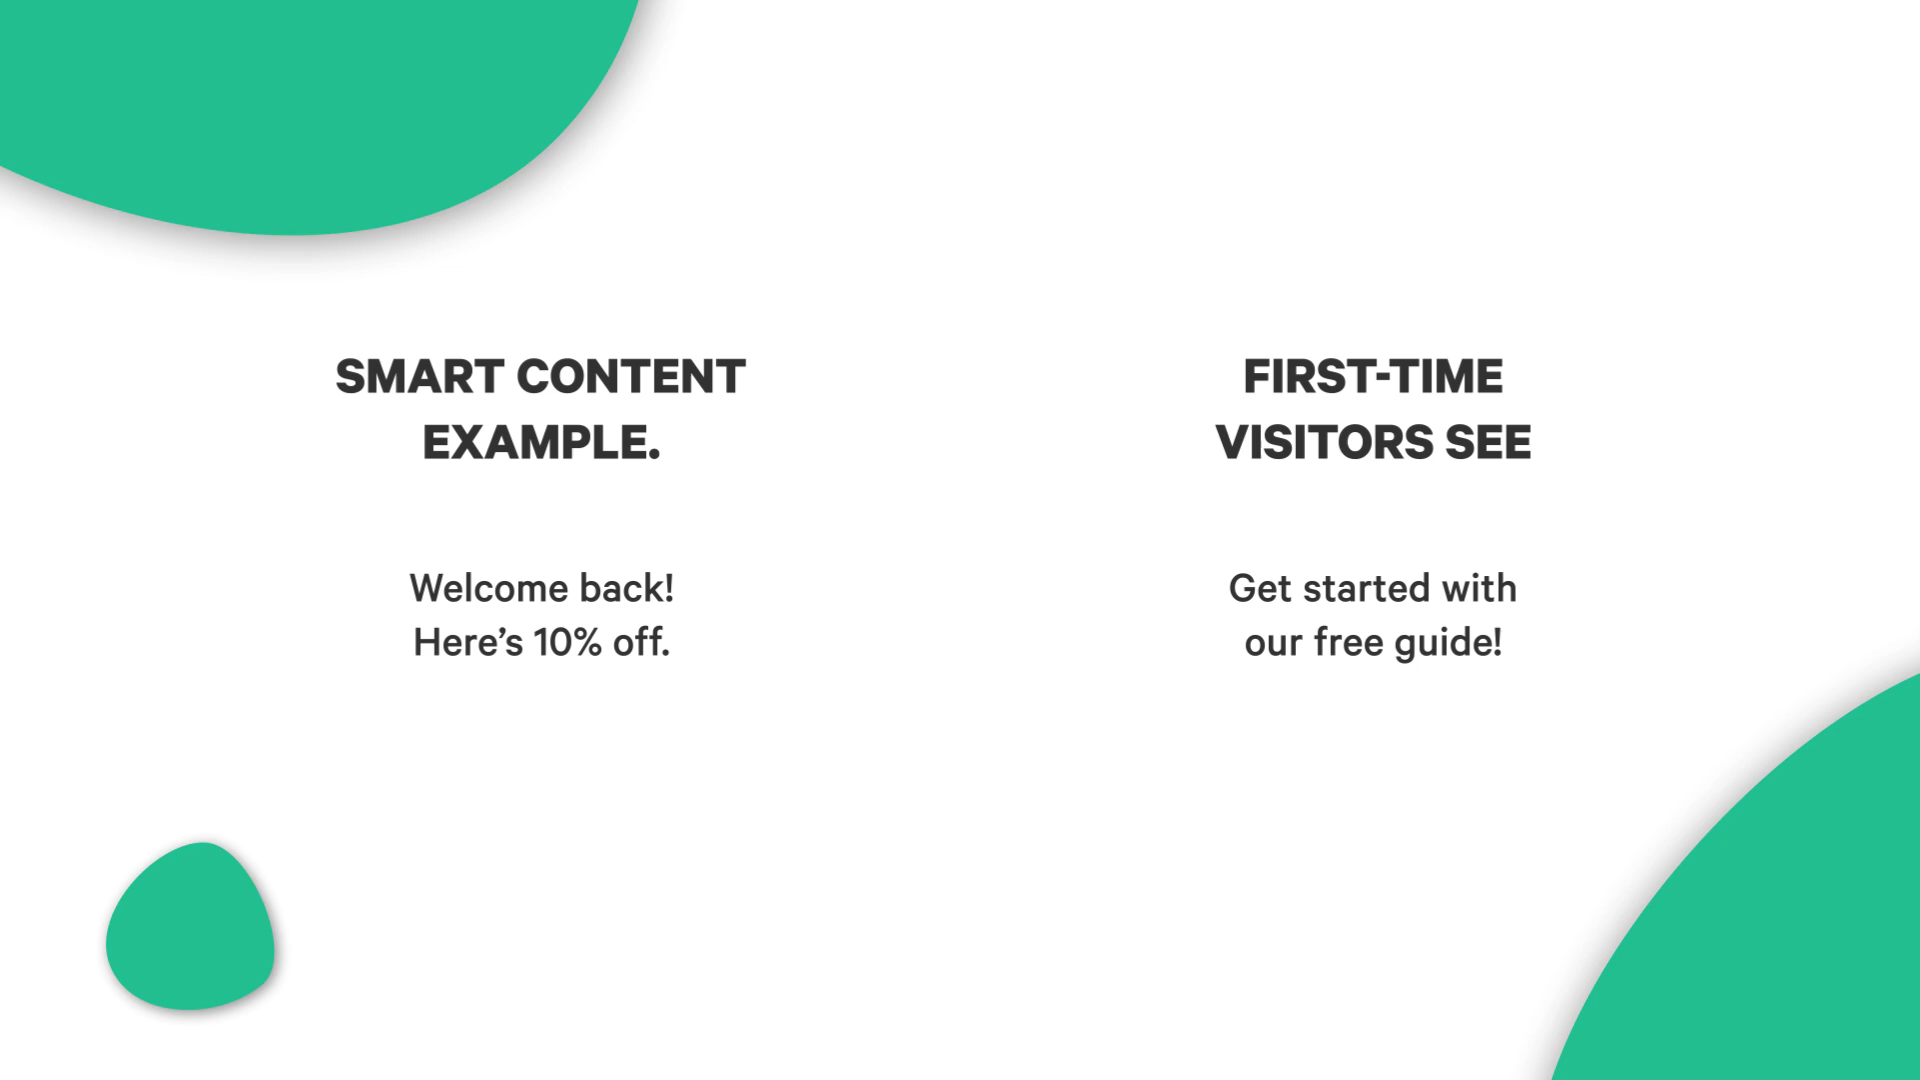 SMART CONTENT
EXAMPLE.
Welcome back!
Here’s 10% off.
FIRST-TIME
VISITORS SEE
Get started with
our free guide!